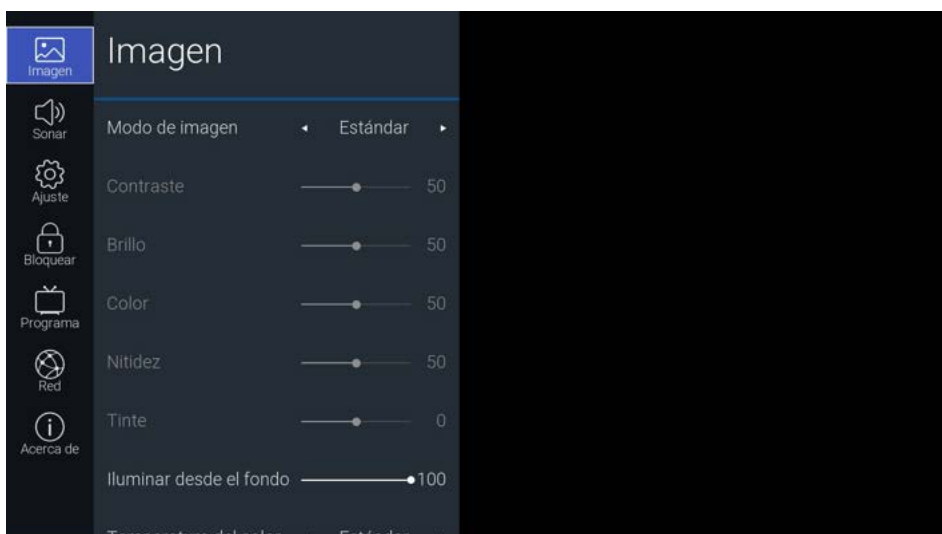 Imagen
Imagen
Sonar
Ajuste
Bloquear
Programa
Red
Acerca de
Modo de imagen Estándar
Contraste 50
Brillo 50
Color 50
Nitidez 50
Tinte 0
Iluminar desde el fondo 100